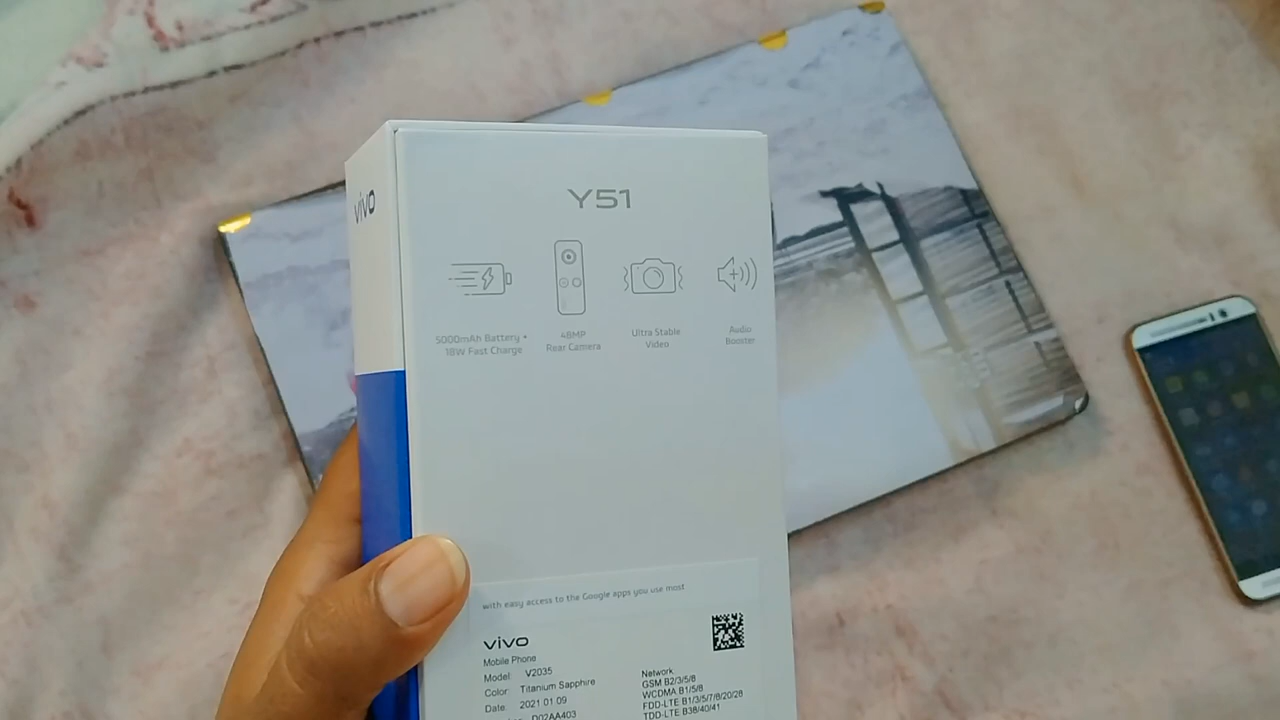 vivo
Y51
5000mAh Battery +
18W Fast Charge
48MP
Rear Camera
Ultra Stable
Video
Audio
Booster
with easy access to the Google apps you use most
vivo
Mobile Phone
Model: V2035
Color: Titanium Sapphire
Date: 2021 01 09
D02AA403
Network
GSM B2/3/5/8
WCDMA B1/5/8
FDD-LTE B1/3/5/7/8/20/28
TDD-LTE B38/40/41